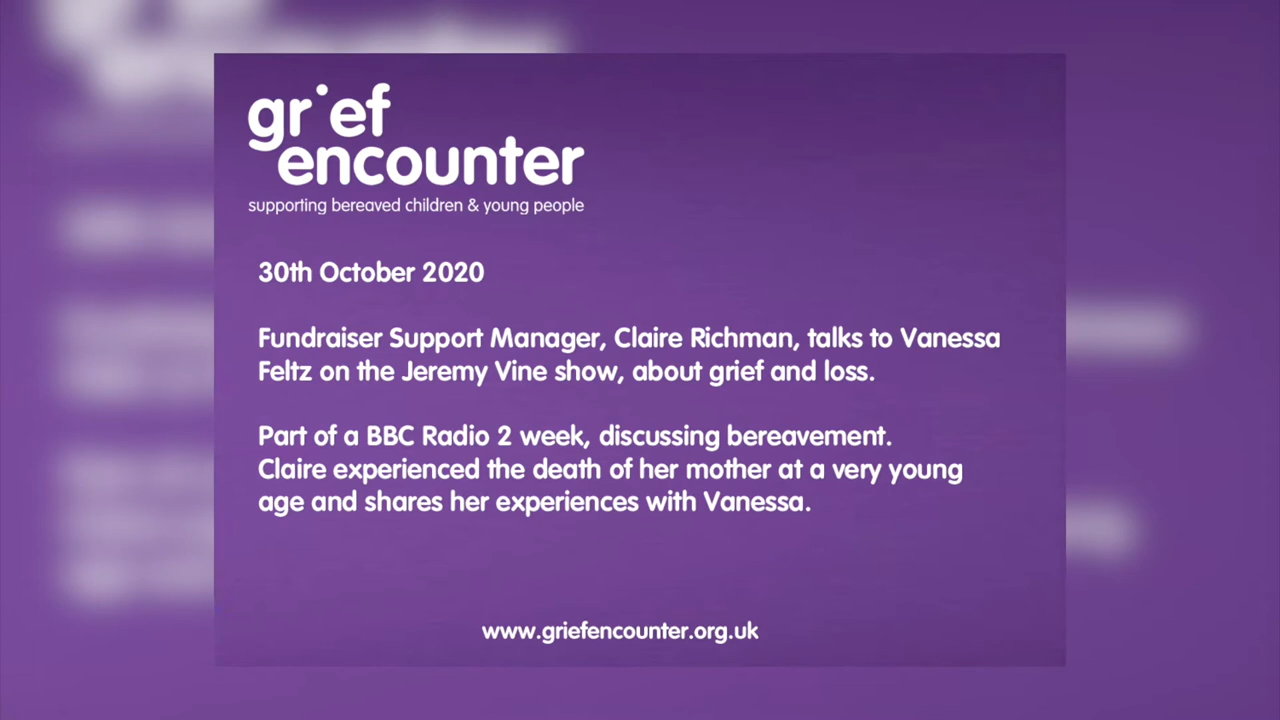 grief
encounter
supporting bereaved children & young people
30th October 2020
Fundraiser Support Manager, Claire Richman, talks to Vanessa
Feltz on the Jeremy Vine show, about grief and loss.
Part of a BBC Radio 2 week, discussing bereavement.
Claire experienced the death of her mother at a very young
age and shares her experiences with Vanessa.
www.griefencounter.org.uk